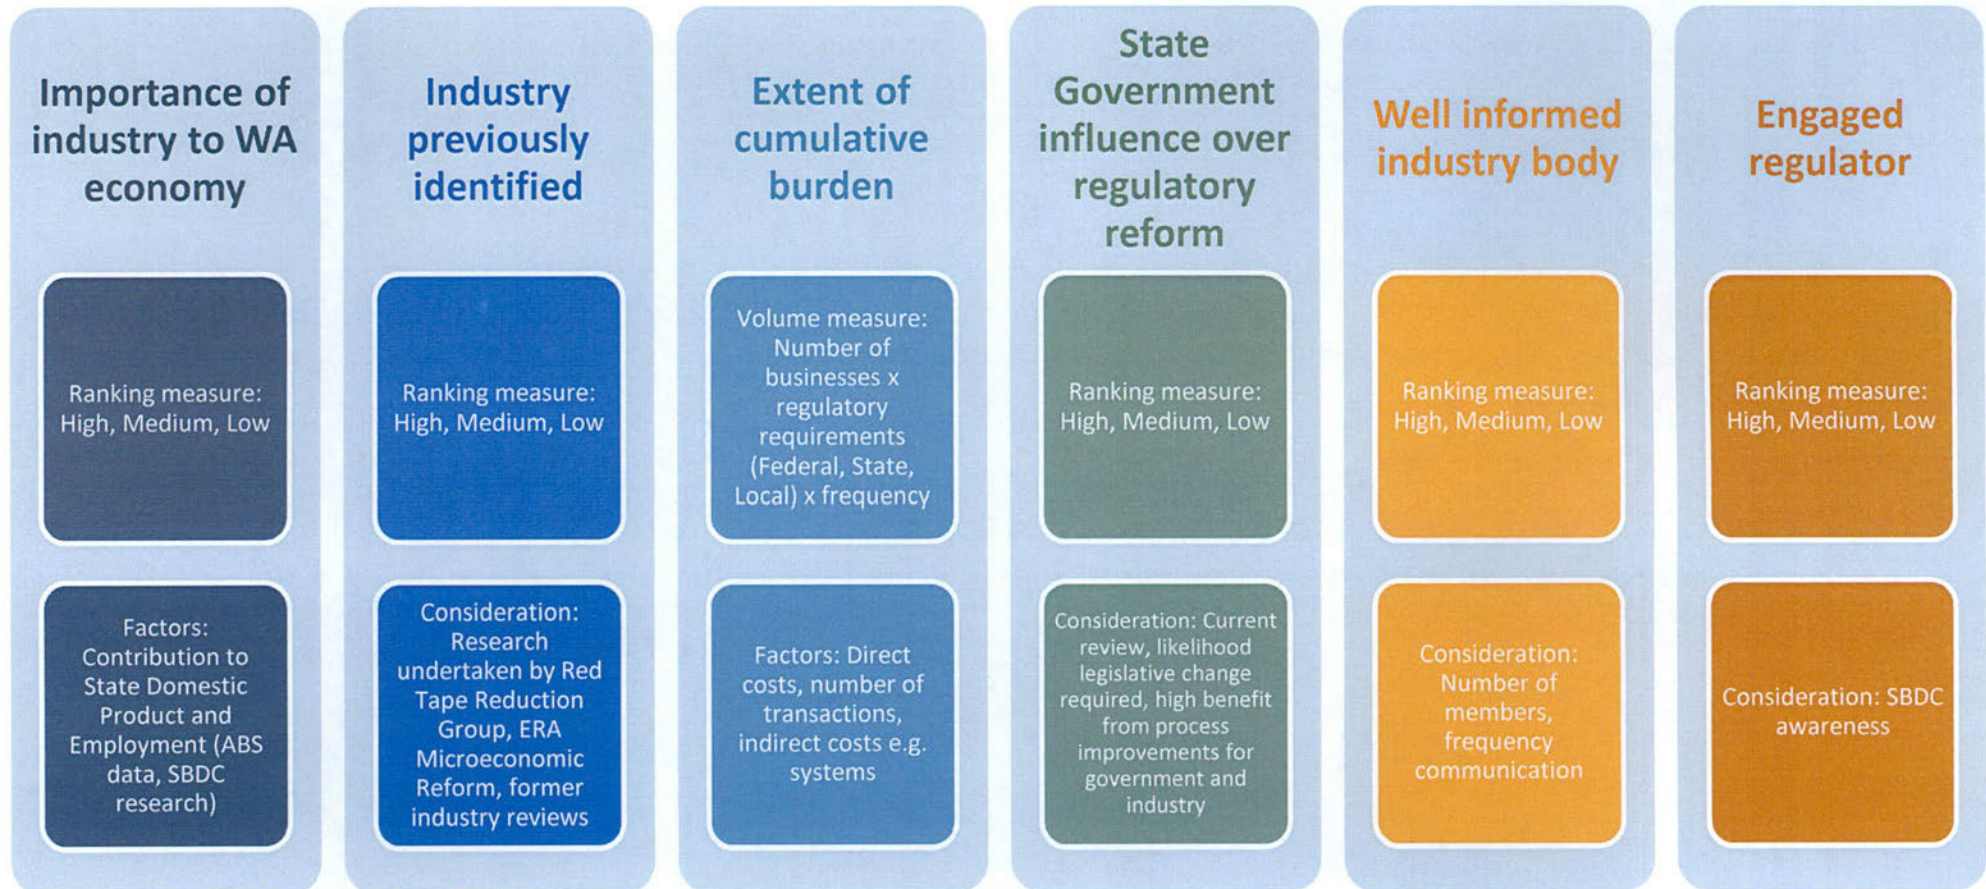 Importance of
industry to WA
economy
Ranking measure:
High, Medium, Low
Factors:
Contribution to
State Domestic
Product and
Employment (ABS
data, SBDC
research)
Industry
previously
identified
Ranking measure:
High, Medium, Low
Consideration:
Research
undertaken by Red
Tape Reduction
Group, ERA
Microeconomic
Reform, former
industry reviews
Extent of
cumulative
burden
Volume measure:
Number of
businesses x
regulatory
requirements
(Federal, State,
Local) x frequency
Factors: Direct
costs, number of
transactions,
indirect costs e.g.
systems
State
Government
influence over
regulatory
reform
Ranking measure:
High, Medium, Low
Consideration: Current
review, likelihood
legislative change
required, high benefit
from process
improvements for
government and
industry
Well informed
industry body
Ranking measure:
High, Medium, Low
Consideration:
Number of
members,
frequency
communication
Engaged
regulator
Ranking measure:
High, Medium, Low
Consideration: SBDC
awareness